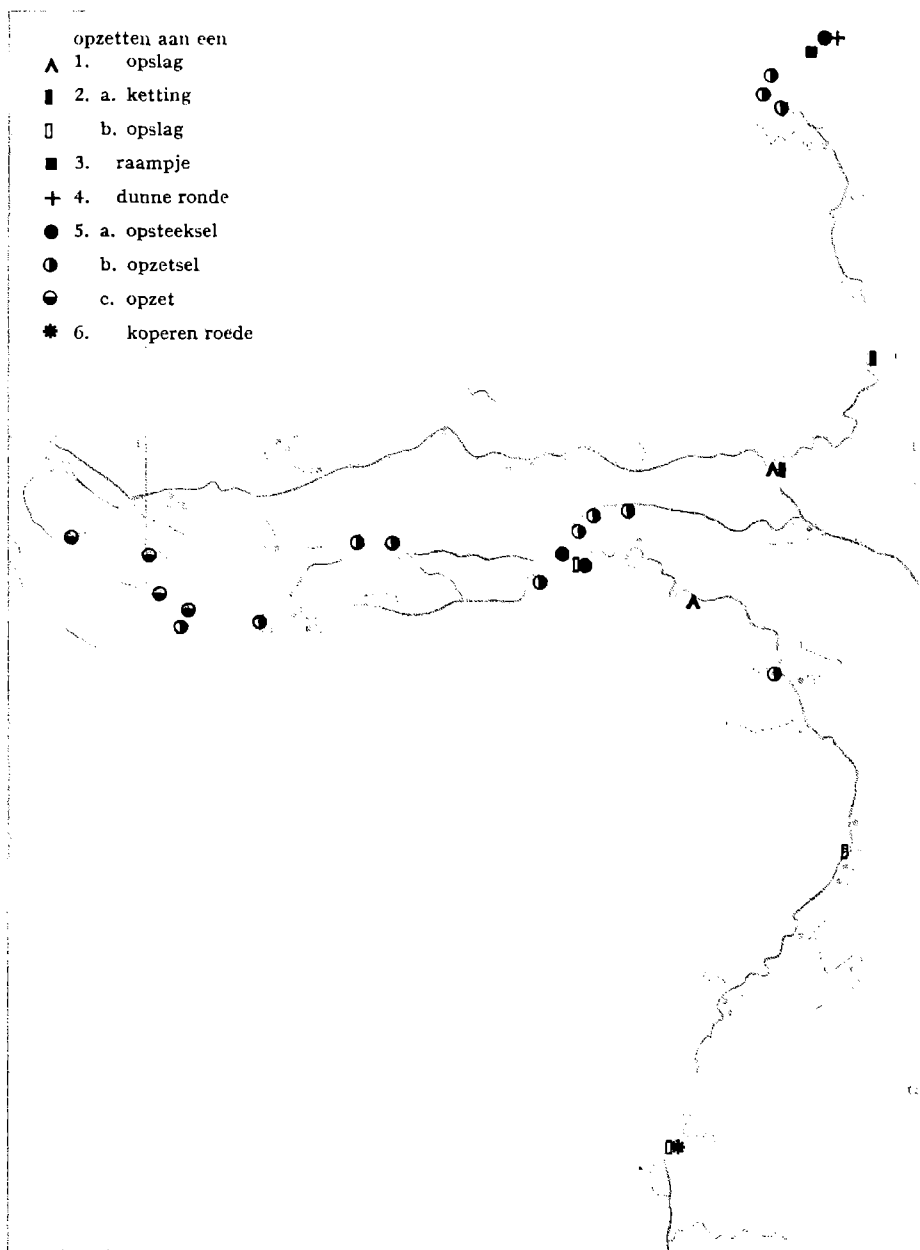 opzetten aan een
1. opslag
2. a. ketting
b. opslag
3. raampje
4. dunne ronde
5. a. opsteeksel
b. opzetsel
c. opzet
6. koperen roede